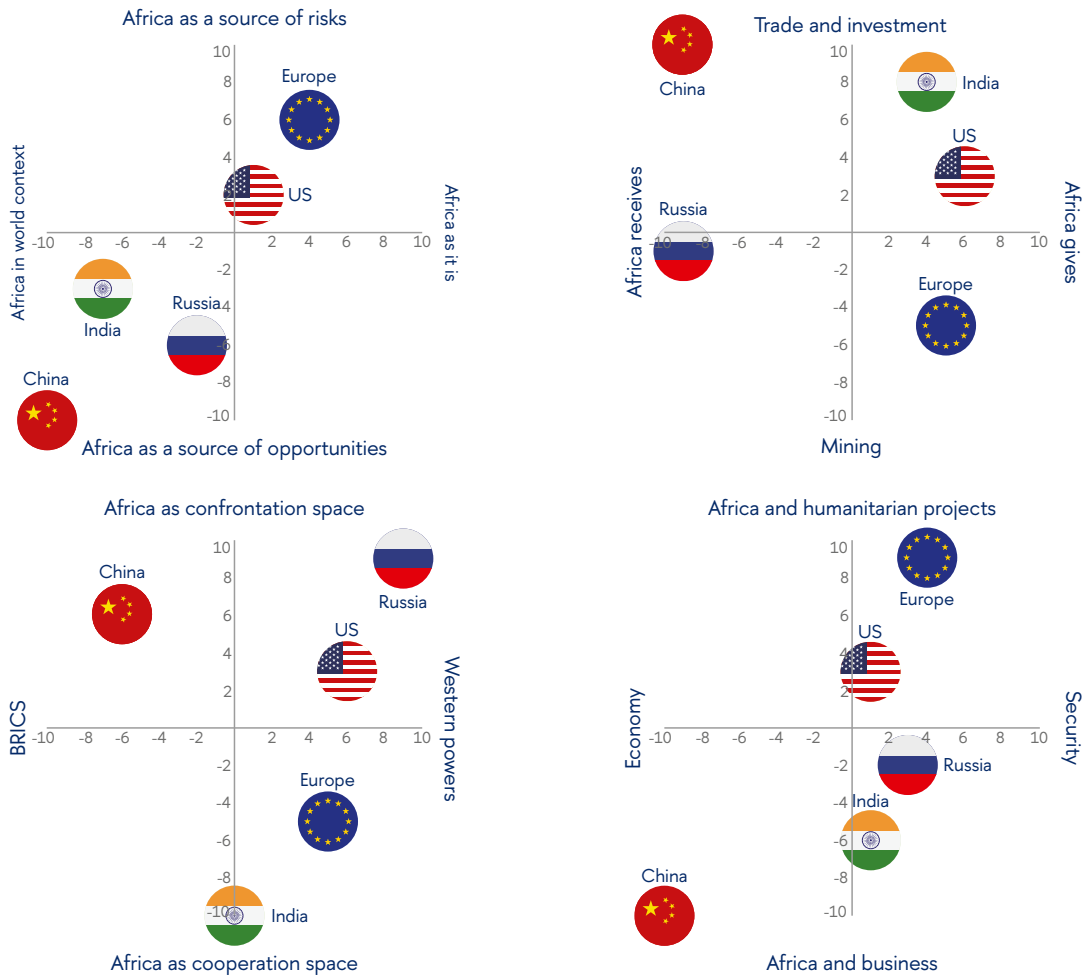 Africa as a source of risks
10
8
Europe
6
4
2
US
Africa in world context
Africa as it is
-10 -8 -6 -4 -2 2 4 6 8 10
-2
-4
India
Russia
-6
-8
China
-10
Africa as a source of opportunities
Trade and investment
10
China
8
India
6
US
4
2
Africa receives
Africa gives
Russia
-10 -8 -6 -4 -2 2 4 6 8 10
-2
Europe
-4
-6
-8
-10
Mining
Africa as confrontation space
10
China
8
Russia
6
US
4
2
BRICS
Western powers
-10 -8 -6 -4 -2 2 4 6 8 10
-2
Europe
-4
-6
-8
-10
India
Africa as cooperation space
Africa and humanitarian projects
10
8
Europe
6
US
4
2
Economy
Security
-10 -8 -6 -4 -2 2 4 6 8 10
-2
Russia
-4
India
-6
-8
China
-10
Africa and business